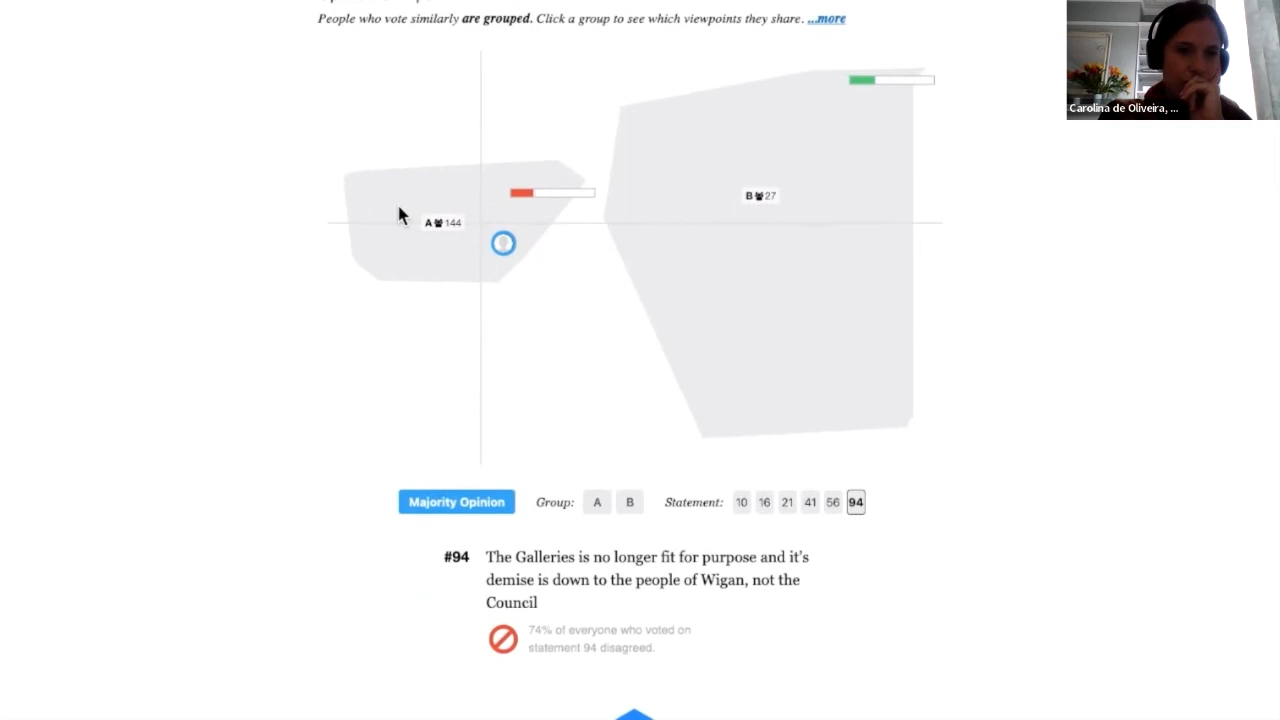 People who vote similarly are grouped. Click a group to see which viewpoints they share. ...more
Carolina de Oliveira, ...
A 144
B 27
Majority Opinion Group: A B Statement: 10 16 21 41 56 94
#94 The Galleries is no longer fit for purpose and it's
demise is down to the people of Wigan, not the
Council
74% of everyone who voted on
statement 94 disagreed.